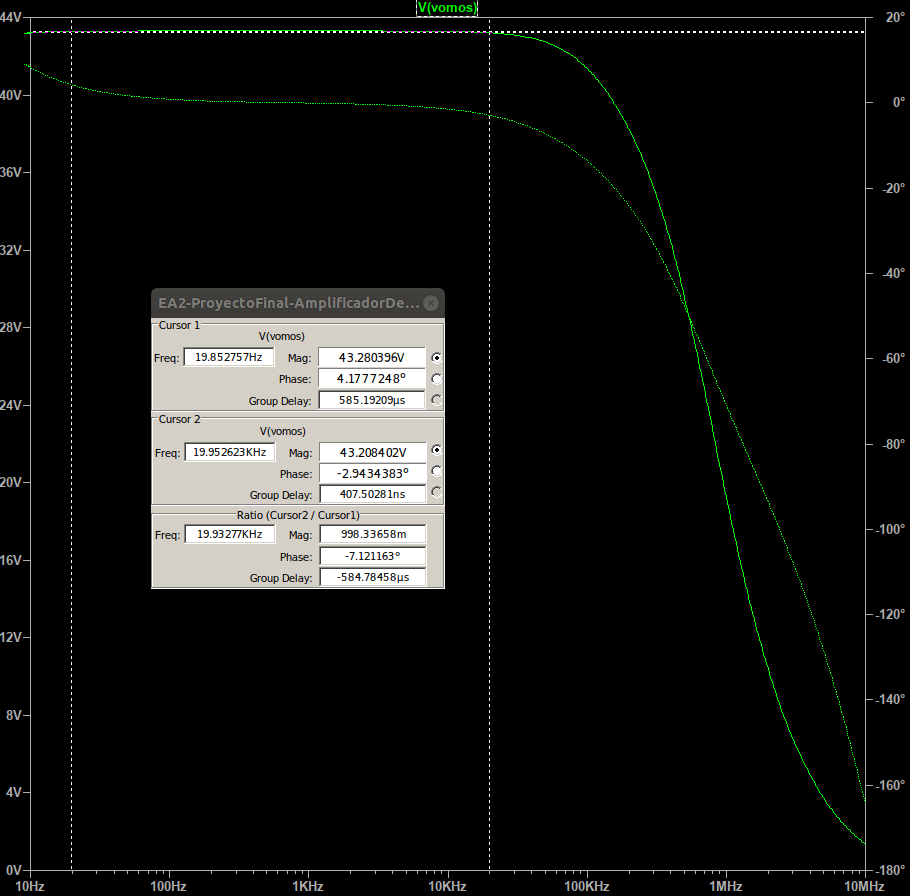 V(vomos)
44V
20°
40V
0°
36V
-20°
32V
-40°
EA2-ProyectoFinal-AmplificadorDe...
Cursor 1
V(vomos)
28V
Freq: 19.852757Hz Mag: 43.280396V
-60°
Phase: 4.1777248°
Group Delay: 585.19209µs
24V
Cursor 2
V(vomos)
-80°
Freq: 19.952623KHz Mag: 43.208402V
Phase: -2.9434383°
20V
Group Delay: 407.50281ns
Ratio (Cursor2 / Cursor1)
-100°
Freq: 19.93277KHz Mag: 998.33658m
Phase: -7.121163°
16V
Group Delay: -584.78458µs
-120°
12V
-140°
8V
-160°
4V
0V
-180°
10Hz 100Hz 1KHz 10KHz 100KHz 1MHz 10MHz